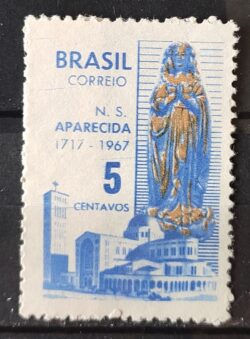 BRASIL
CORREIO
N. S.
APARECIDA
1717 - 1967
5
CENTAVOS